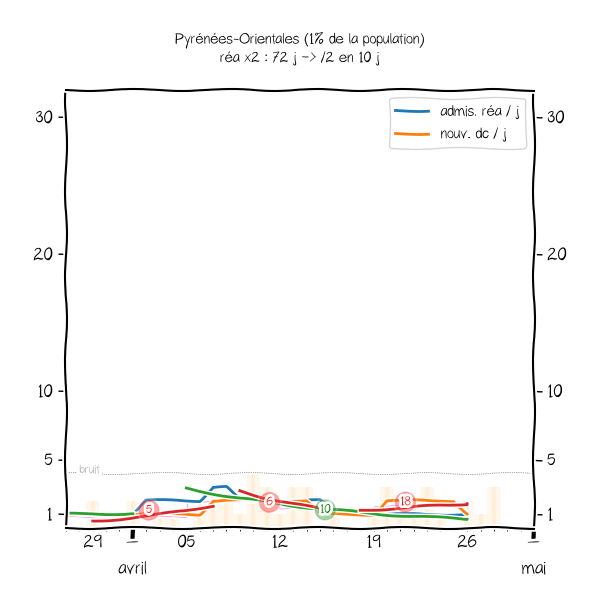 Pyrénées-Orientales (1% de la population)
réa x2 : 72 j -> /2 en 10 j
admis. réa / j
nouv. dc / j
30
30
20
20
10
10
5
5
bruit
1
1
5
6
10
18
29
05
12
19
26
avril
mai